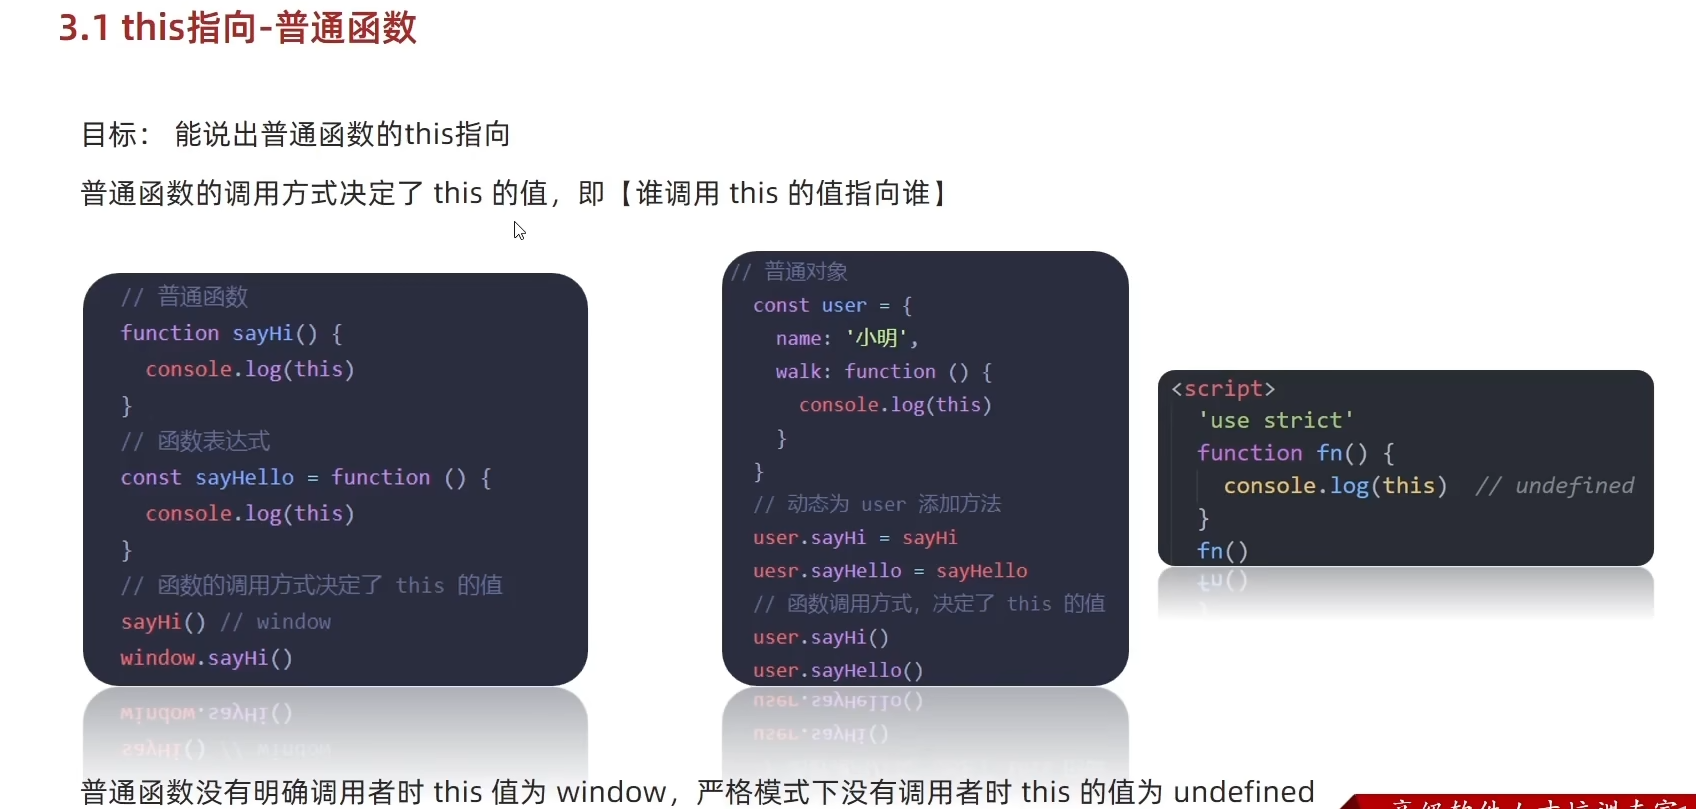 3.1 this指向-普通函数
目标： 能说出普通函数的this指向
普通函数的调用方式决定了 this 的值，即【谁调用 this 的值指向谁】
// 普通函数
function sayHi() {
console.log(this)
}
// 函数表达式
const sayHello = function () {
console.log(this)
}
// 函数的调用方式决定了 this 的值
sayHi() // window
window.sayHi()
// 普通对象
const user = {
name: '小明',
walk: function () {
console.log(this)
}
}
// 动态为 user 添加方法
user.sayHi = sayHi
uesr.sayHello = sayHello
// 函数调用方式，决定了 this 的值
user.sayHi()
user.sayHello()
<script>
'use strict'
function fn() {
console.log(this) // undefined
}
fn()
普通函数没有明确调用者时 this 值为 window，严格模式下没有调用者时 this 的值为 undefined